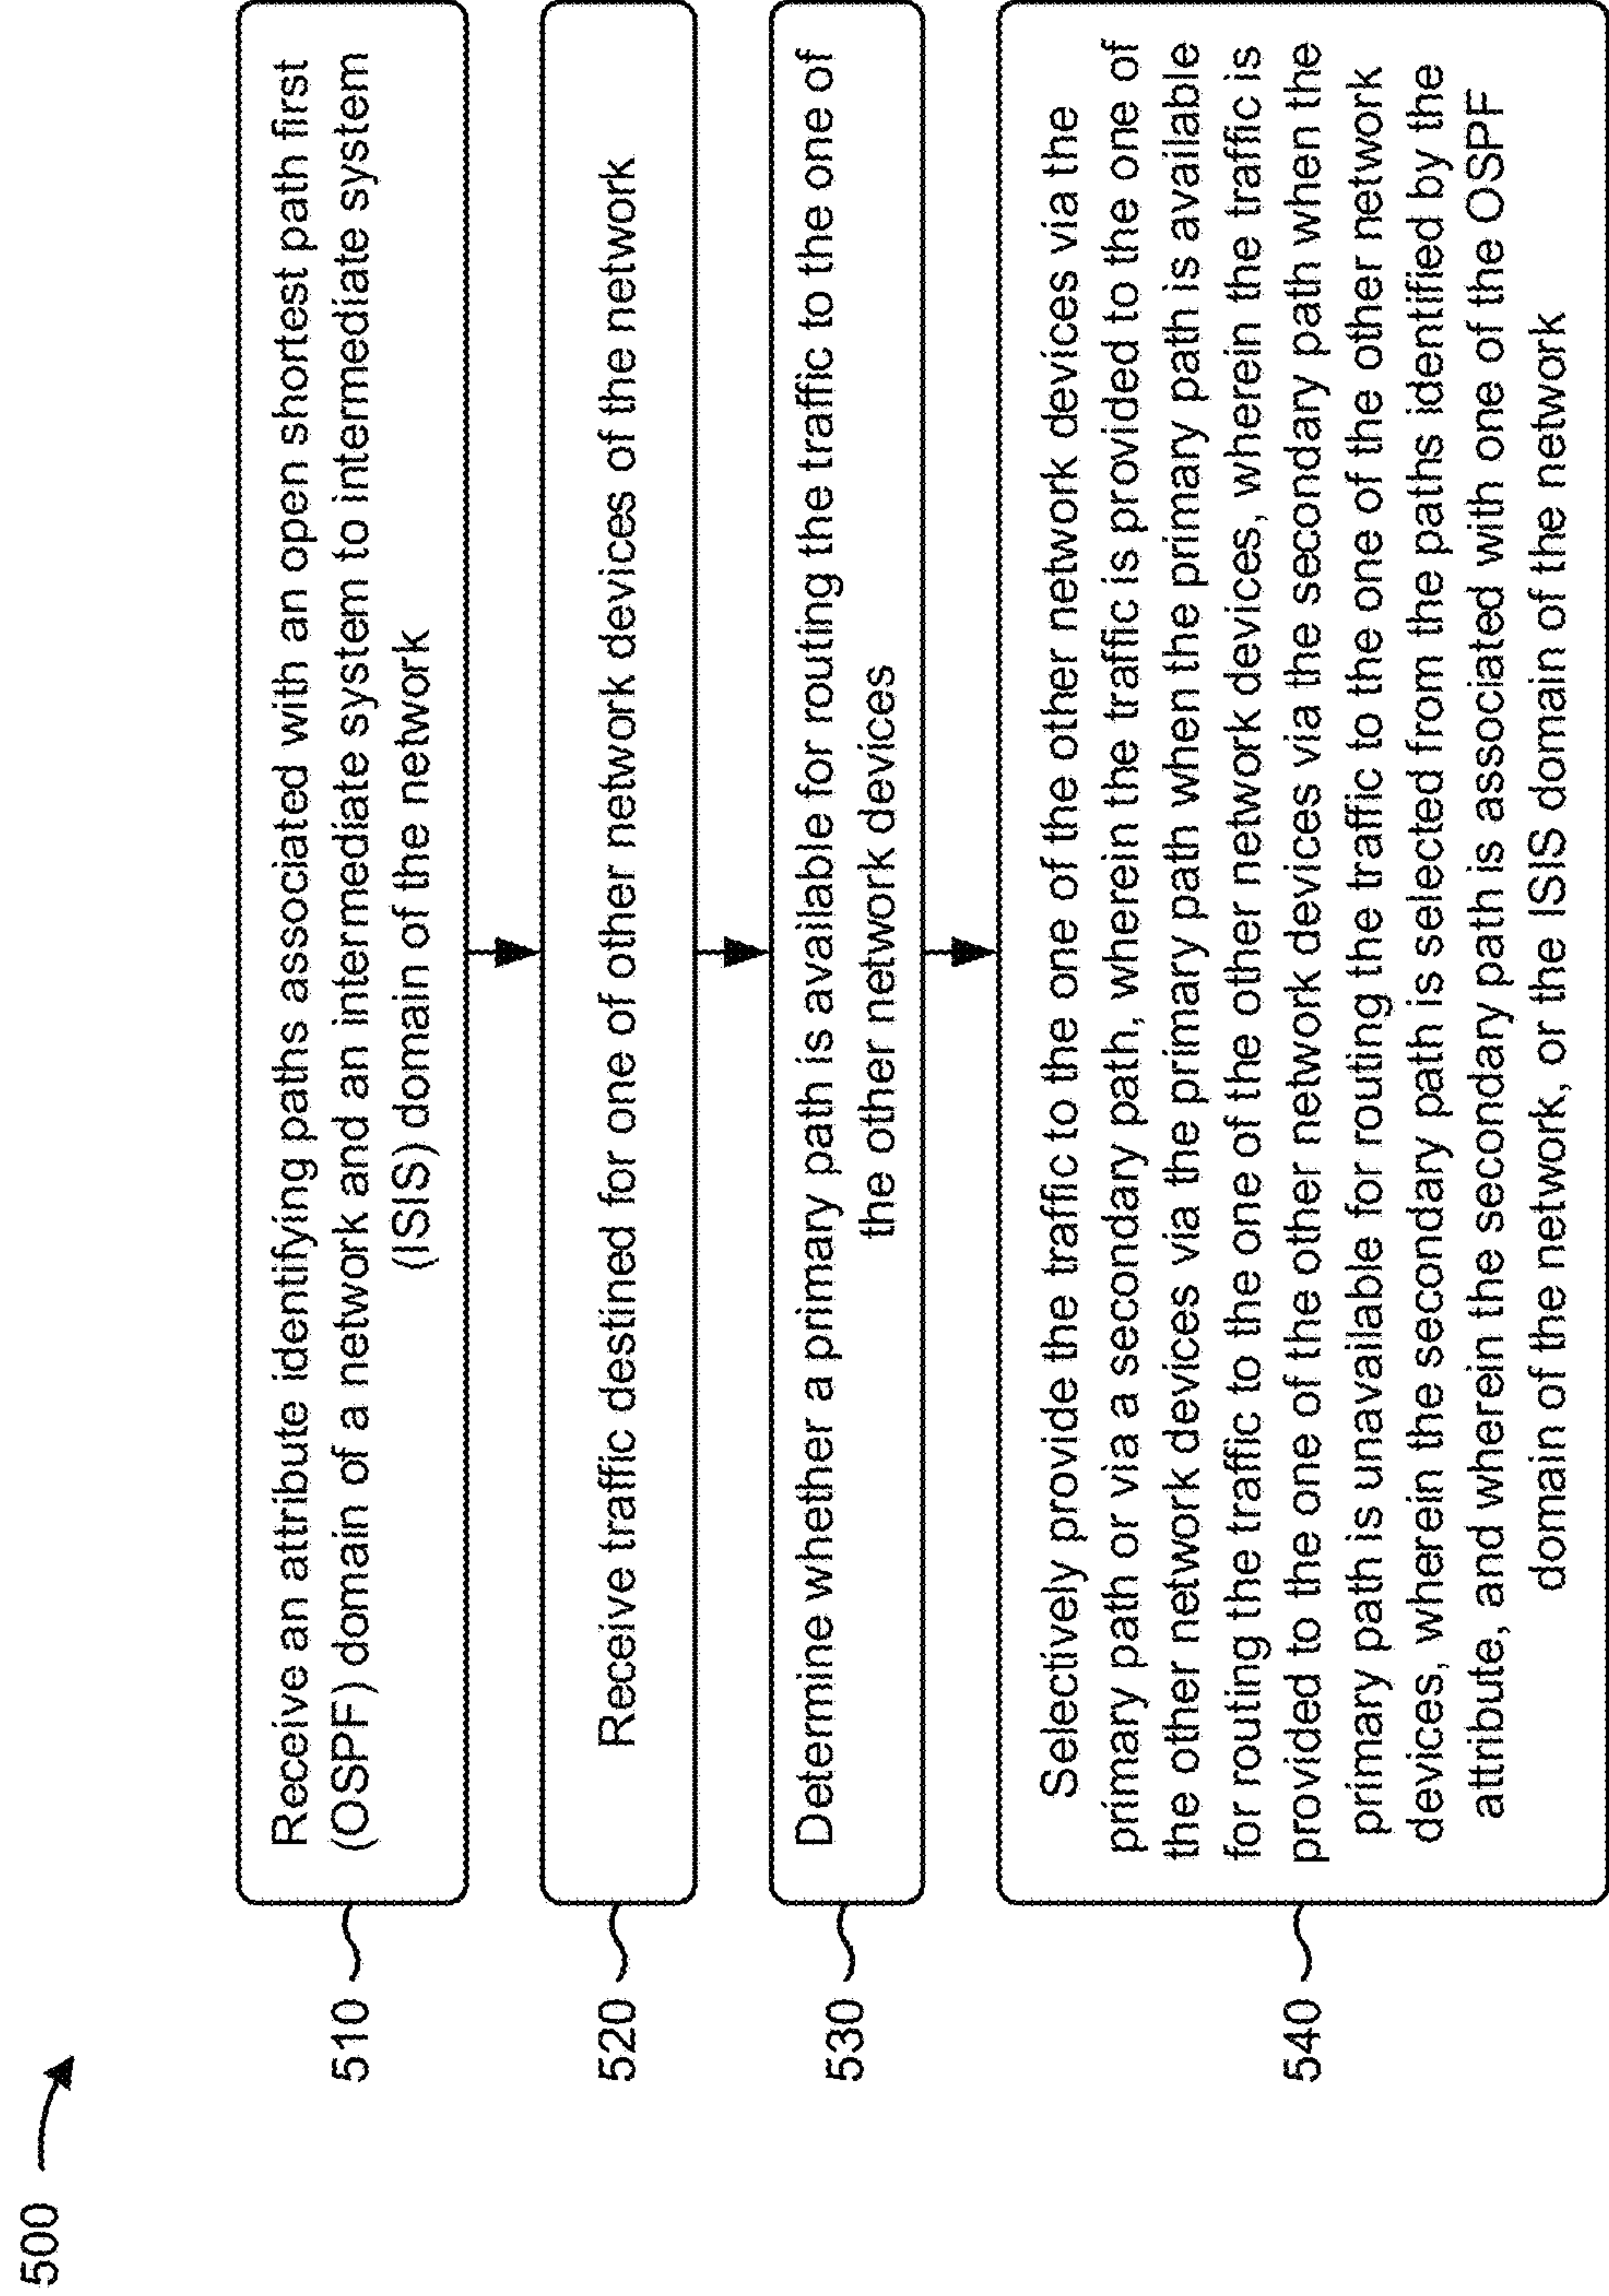 500
510
Receive an attribute identifying paths associated with an open shortest path first
(OSPF) domain of a network and an intermediate system to intermediate system
(ISIS) domain of the network
520
Receive traffic destined for one of other network devices of the network
530
Determine whether a primary path is available for routing the traffic to the one of
the other network devices
540
Selectively provide the traffic to the one of the other network devices via the
primary path or via a secondary path, wherein the traffic is provided to the one of
the other network devices via the primary path when the primary path is available
for routing the traffic to the one of the other network devices, wherein the traffic is
provided to the one of the other network devices via the secondary path when the
primary path is unavailable for routing the traffic to the one of the other network
devices, wherein the secondary path is selected from the paths identified by the
attribute, and wherein the secondary path is associated with one of the OSPF
domain of the network, or the ISIS domain of the network